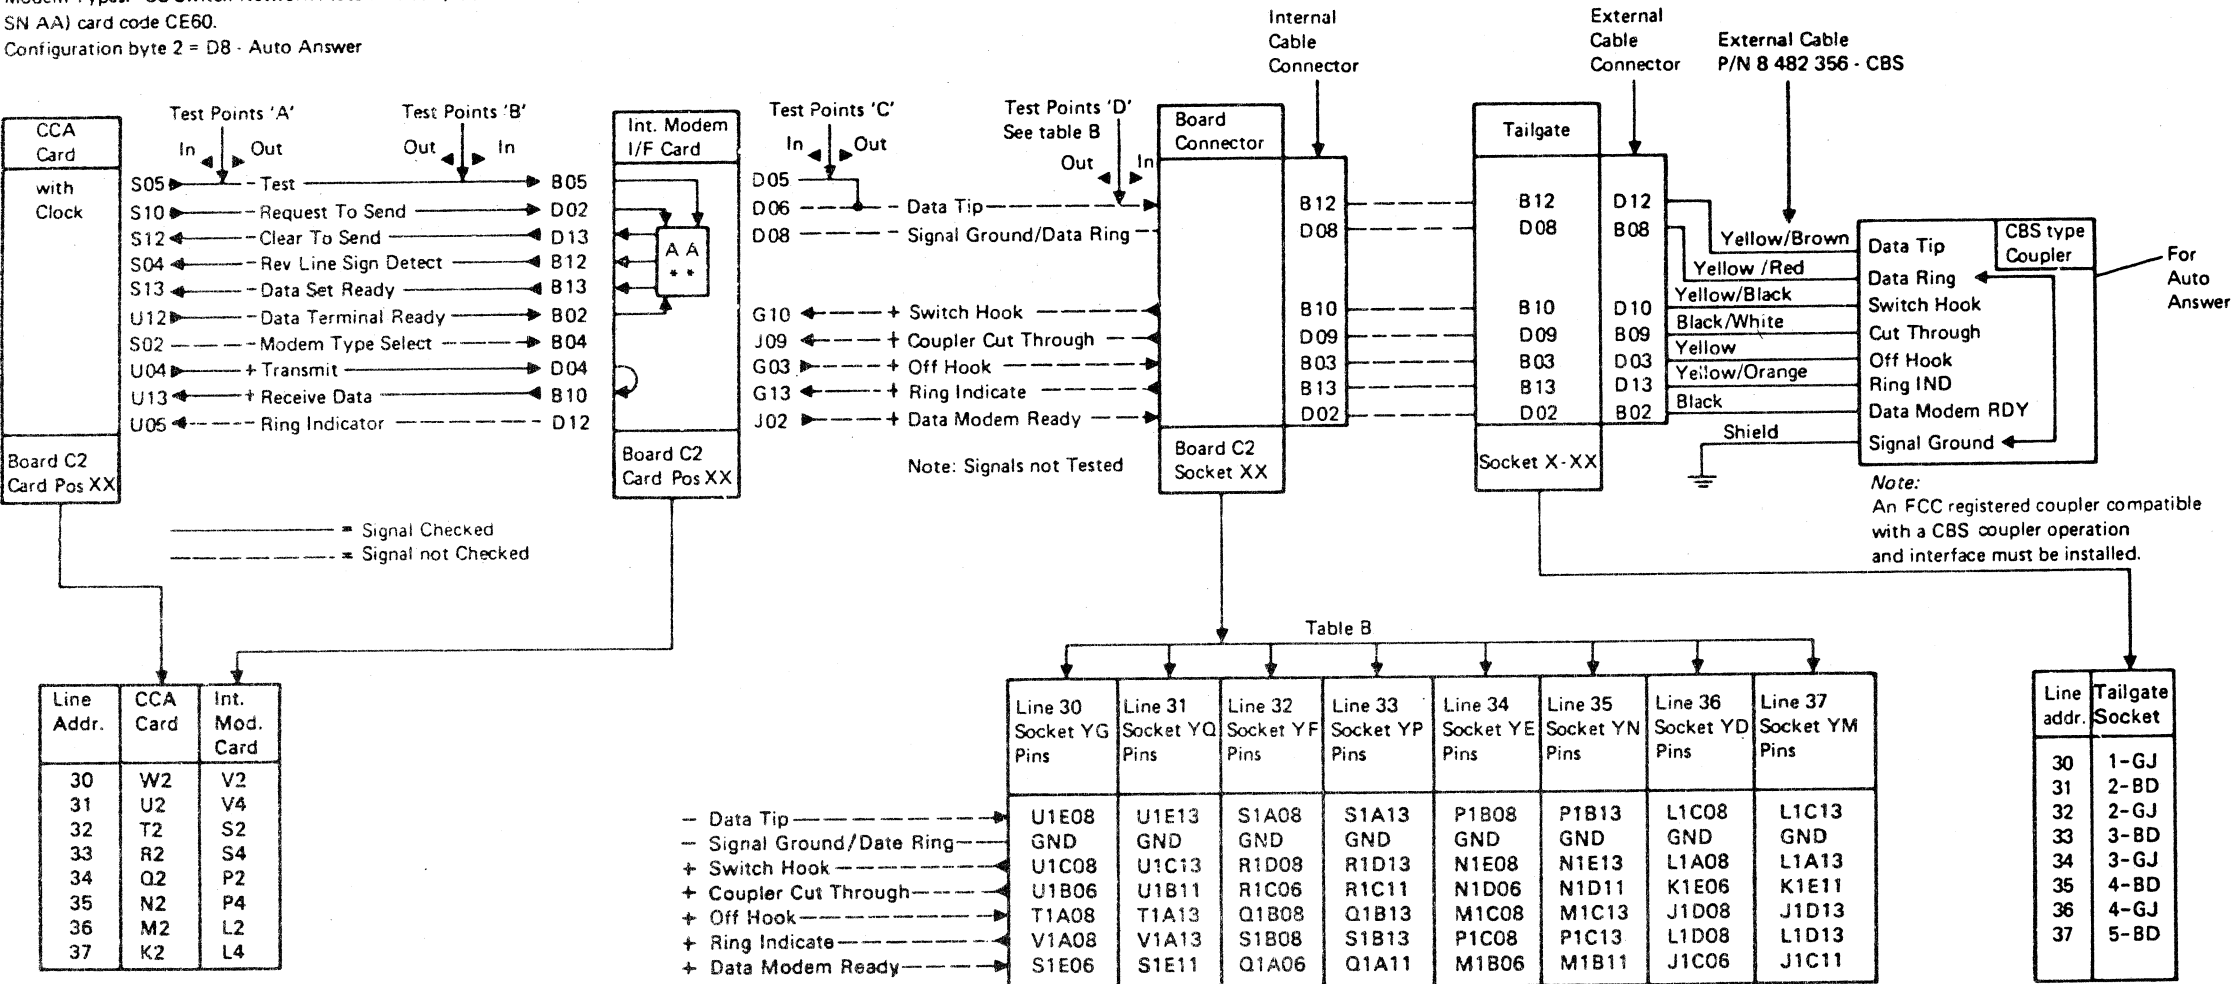 SN AA) card code CE60.
Configuration byte 2 = D8 - Auto Answer
Internal
Cable
Connector
External
Cable
Connector
External Cable
P/N 8 482 356 - CBS
CCA
Card
with
Clock
Board C2
Card Pos XX
Test Points 'A'
In Out
Test Points 'B'
Out In
S05 - Test B05
S10 - Request To Send D02
S12 - Clear To Send D13
S04 - Rev Line Sign Detect B12
S13 - Data Set Ready B13
U12 - Data Terminal Ready B02
S02 - Modem Type Select B04
U04 + Transmit D04
U13 + Receive Data B10
U05 - Ring Indicator D12
Int. Modem
I/F Card
A A
* *
Board C2
Card Pos XX
Test Points 'C'
In Out
Test Points 'D'
See table B
Out In
D05
D06 - Data Tip
D08 - Signal Ground/Data Ring
G10 + Switch Hook
J09 + Coupler Cut Through
G03 + Off Hook
G13 + Ring Indicate
J02 + Data Modem Ready
Note: Signals not Tested
Board
Connector
B12
D08
B10
D09
B03
B13
D02
Board C2
Socket XX
Tailgate
B12 D12
D08 B08
B10 D10
D09 B09
B03 D03
B13 D13
D02 B02
Socket X-XX
Yellow/Brown
Yellow /Red
Yellow/Black
Black/White
Yellow
Yellow/Orange
Black
Shield
CBS type
Coupler
Data Tip
Data Ring
Switch Hook
Cut Through
Off Hook
Ring IND
Data Modem RDY
Signal Ground
For
Auto
Answer
Note:
An FCC registered coupler compatible
with a CBS coupler operation
and interface must be installed.
= Signal Checked
= Signal not Checked
Line Addr. CCA Card Int. Mod. Card
30 W2 V2
31 U2 V4
32 T2 S2
33 R2 S4
34 Q2 P2
35 N2 P4
36 M2 L2
37 K2 L4
Table B
Line 30 Line 31 Line 32 Line 33 Line 34 Line 35 Line 36 Line 37
Socket YG Socket YQ Socket YF Socket YP Socket YE Socket YN Socket YD Socket YM
Pins Pins Pins Pins Pins Pins Pins Pins
- Data Tip U1E08 U1E13 S1A08 S1A13 P1B08 P1B13 L1C08 L1C13
- Signal Ground/Date Ring GND GND GND GND GND GND GND GND
+ Switch Hook U1C08 U1C13 R1D08 R1D13 N1E08 N1E13 L1A08 L1A13
+ Coupler Cut Through U1B06 U1B11 R1C06 R1C11 N1D06 N1D11 K1E06 K1E11
+ Off Hook T1A08 T1A13 Q1B08 Q1B13 M1C08 M1C13 J1D08 J1D13
+ Ring Indicate V1A08 V1A13 S1B08 S1B13 P1C08 P1C13 L1D08 L1D13
+ Data Modem Ready S1E06 S1E11 Q1A06 Q1A11 M1B06 M1B11 J1C06 J1C11
Line addr. Tailgate Socket
30 1-GJ
31 2-BD
32 2-GJ
33 3-BD
34 3-GJ
35 4-BD
36 4-GJ
37 5-BD